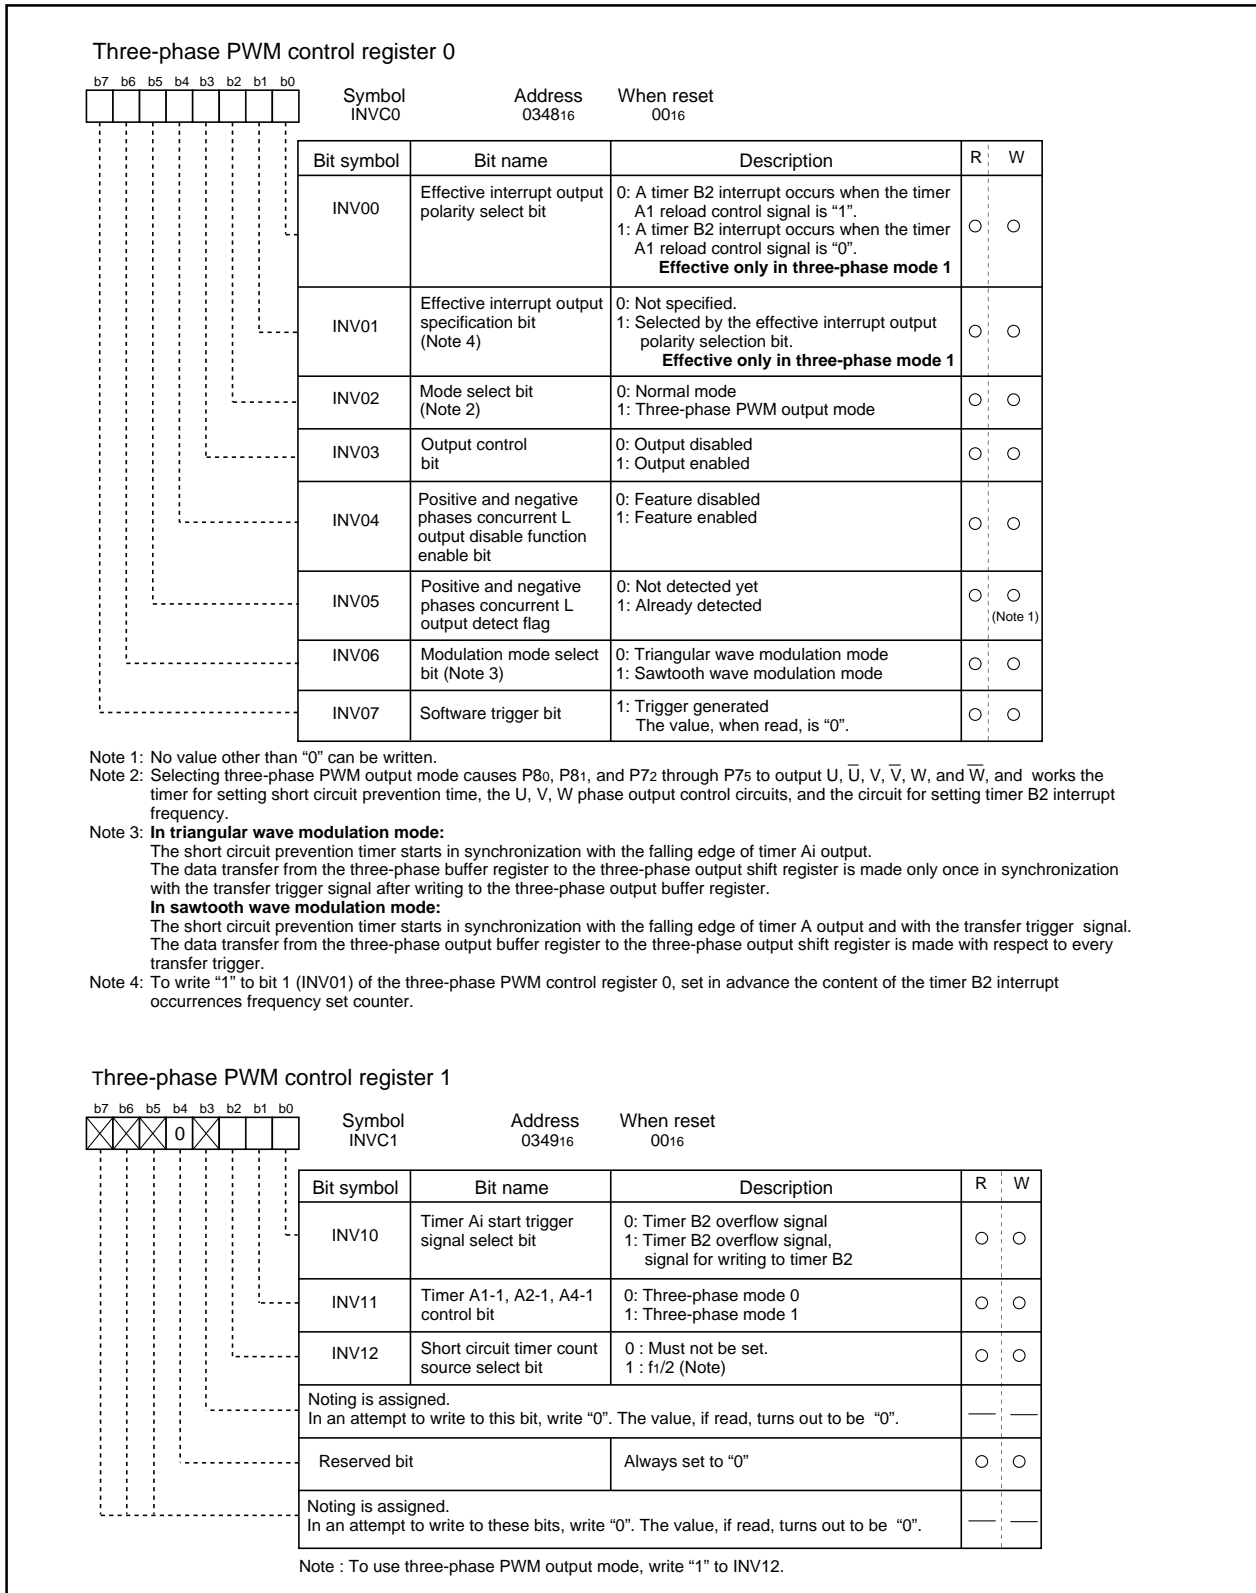 Three-phase PWM control register 0
b7 b6 b5 b4 b3 b2 b1 b0
Symbol Address When reset
INVC0 034816 0016
Bit symbol Bit name Description R W
INV00 Effective interrupt output polarity select bit 0: A timer B2 interrupt occurs when the timer
A1 reload control signal is “1”.
1: A timer B2 interrupt occurs when the timer
A1 reload control signal is “0”.
Effective only in three-phase mode 1
INV01 Effective interrupt output specification bit (Note 4) 0: Not specified.
1: Selected by the effective interrupt output
polarity selection bit.
Effective only in three-phase mode 1
INV02 Mode select bit (Note 2) 0: Normal mode
1: Three-phase PWM output mode
INV03 Output control bit 0: Output disabled
1: Output enabled
INV04 Positive and negative phases concurrent L output disable function enable bit 0: Feature disabled
1: Feature enabled
INV05 Positive and negative phases concurrent L output detect flag 0: Not detected yet
1: Already detected
(Note 1)
INV06 Modulation mode select bit (Note 3) 0: Triangular wave modulation mode
1: Sawtooth wave modulation mode
INV07 Software trigger bit 1: Trigger generated
The value, when read, is “0”.
Note 1: No value other than “0” can be written.
Note 2: Selecting three-phase PWM output mode causes P80, P81, and P72 through P75 to output U, U̅, V, V̅, W, and W̅, and works the
timer for setting short circuit prevention time, the U, V, W phase output control circuits, and the circuit for setting timer B2 interrupt
frequency.
Note 3: In triangular wave modulation mode:
The short circuit prevention timer starts in synchronization with the falling edge of timer Ai output.
The data transfer from the three-phase buffer register to the three-phase output shift register is made only once in synchronization
with the transfer trigger signal after writing to the three-phase output buffer register.
In sawtooth wave modulation mode:
The short circuit prevention timer starts in synchronization with the falling edge of timer A output and with the transfer trigger signal.
The data transfer from the three-phase output buffer register to the three-phase output shift register is made with respect to every
transfer trigger.
Note 4: To write “1” to bit 1 (INV01) of the three-phase PWM control register 0, set in advance the content of the timer B2 interrupt
occurrences frequency set counter.
Three-phase PWM control register 1
b7 b6 b5 b4 b3 b2 b1 b0
0
Symbol Address When reset
INVC1 034916 0016
Bit symbol Bit name Description R W
INV10 Timer Ai start trigger signal select bit 0: Timer B2 overflow signal
1: Timer B2 overflow signal,
signal for writing to timer B2
INV11 Timer A1-1, A2-1, A4-1 control bit 0: Three-phase mode 0
1: Three-phase mode 1
INV12 Short circuit timer count source select bit 0 : Must not be set.
1 : f1/2 (Note)
Noting is assigned.
In an attempt to write to this bit, write “0”. The value, if read, turns out to be “0”.
Reserved bit Always set to “0”
Noting is assigned.
In an attempt to write to these bits, write “0”. The value, if read, turns out to be “0”.
Note : To use three-phase PWM output mode, write “1” to INV12.